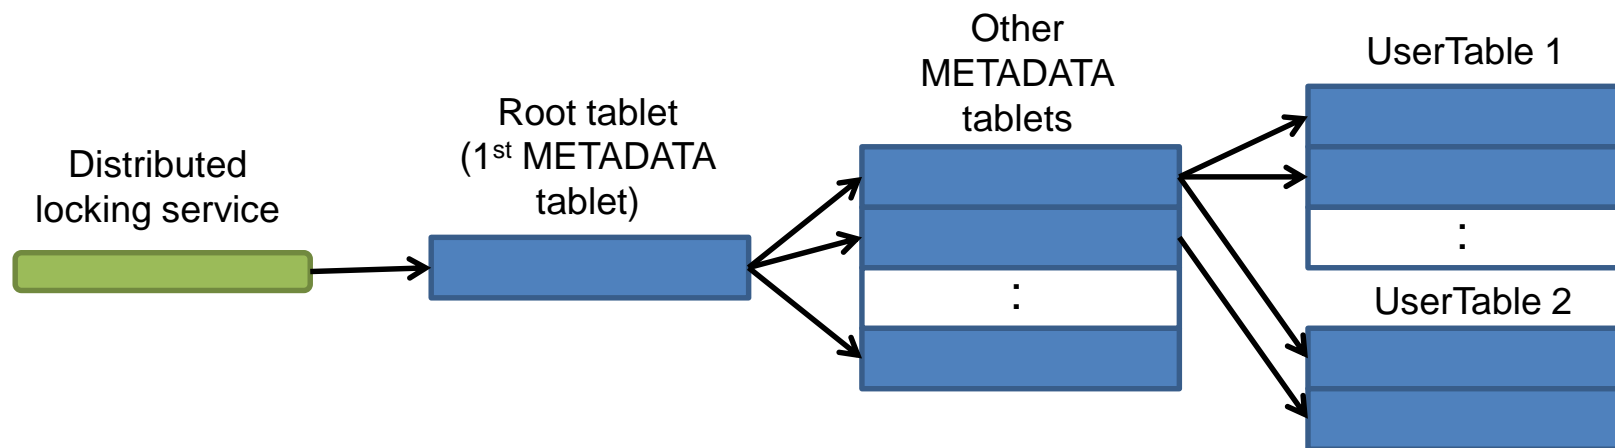 Distributed
locking service
Root tablet
(1st METADATA
tablet)
Other
METADATA
tablets
:
UserTable 1
:
UserTable 2